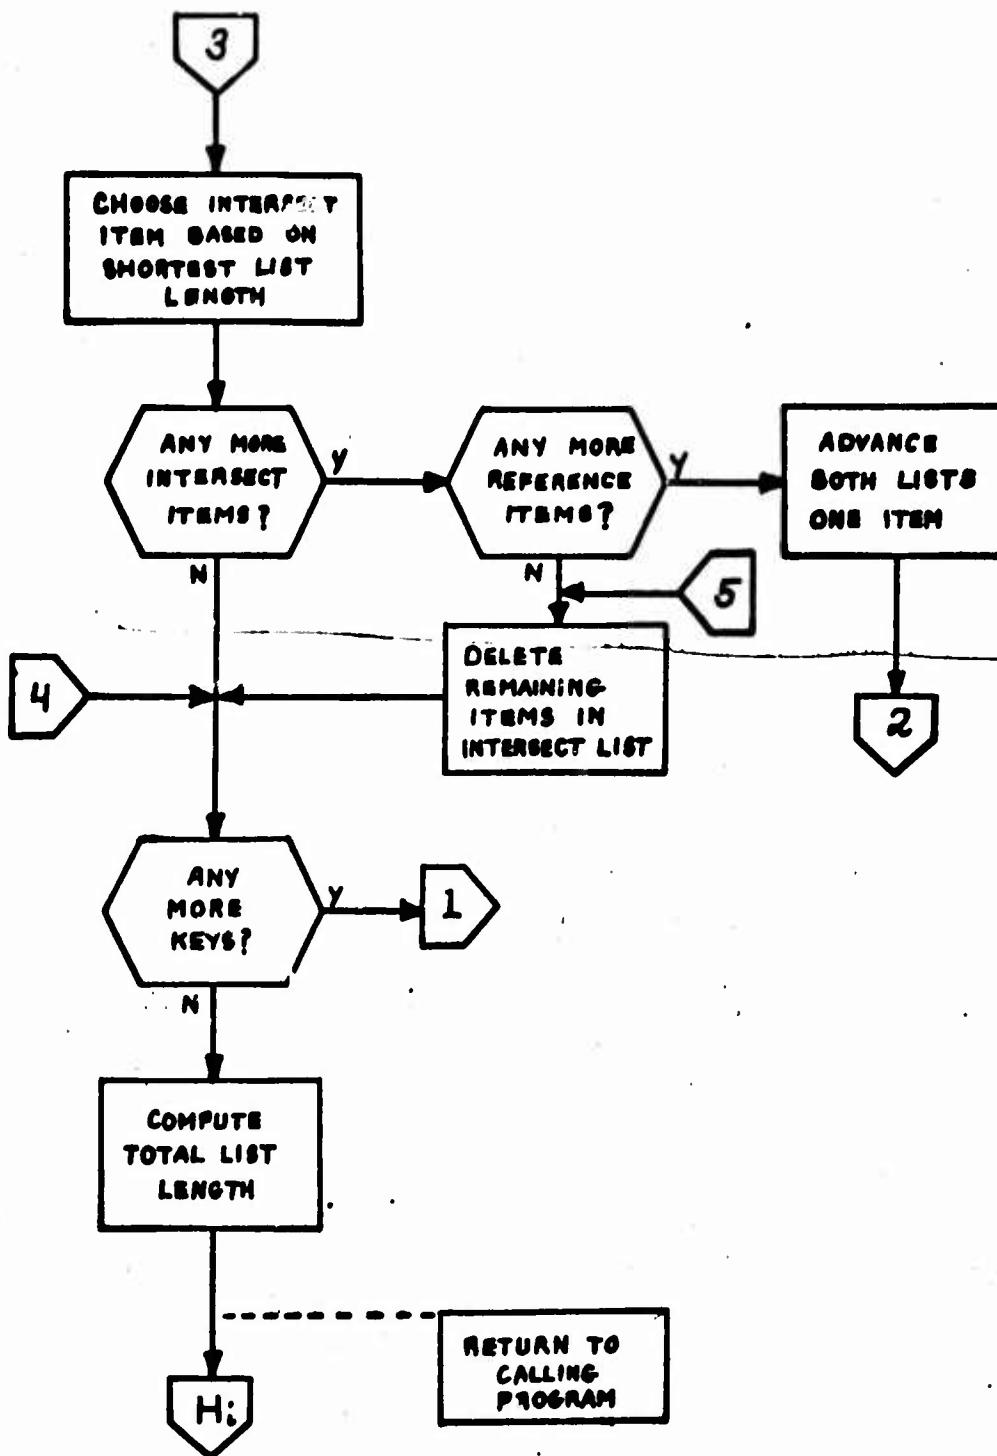 3
CHOOSE INTERSECT
ITEM BASED ON
SHORTEST LIST
LENGTH
ANY MORE
INTERSECT
ITEMS?
Y
N
ANY MORE
REFERENCE
ITEMS?
Y
N
ADVANCE
BOTH LISTS
ONE ITEM
5
DELETE
REMAINING
ITEMS IN
INTERSECT LIST
4
2
ANY
MORE
KEYS?
Y
N
1
COMPUTE
TOTAL LIST
LENGTH
RETURN TO
CALLING
PROGRAM
H: